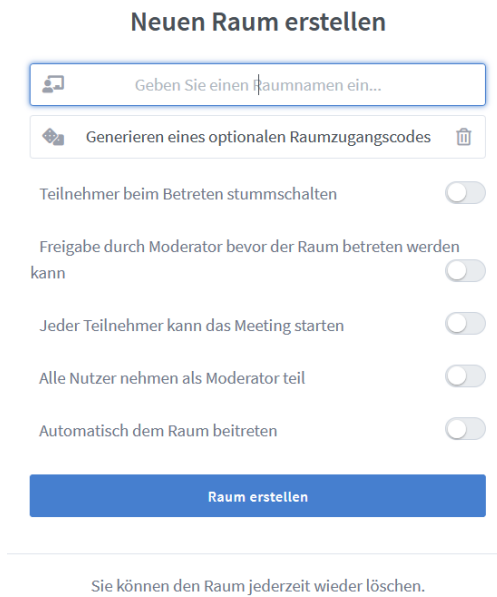 Neuen Raum erstellen
Geben Sie einen Raumnamen ein...
Generieren eines optionalen Raumzugangscodes
Teilnehmer beim Betreten stummschalten
Freigabe durch Moderator bevor der Raum betreten werden
kann
Jeder Teilnehmer kann das Meeting starten
Alle Nutzer nehmen als Moderator teil
Automatisch dem Raum beitreten
Raum erstellen
Sie können den Raum jederzeit wieder löschen.